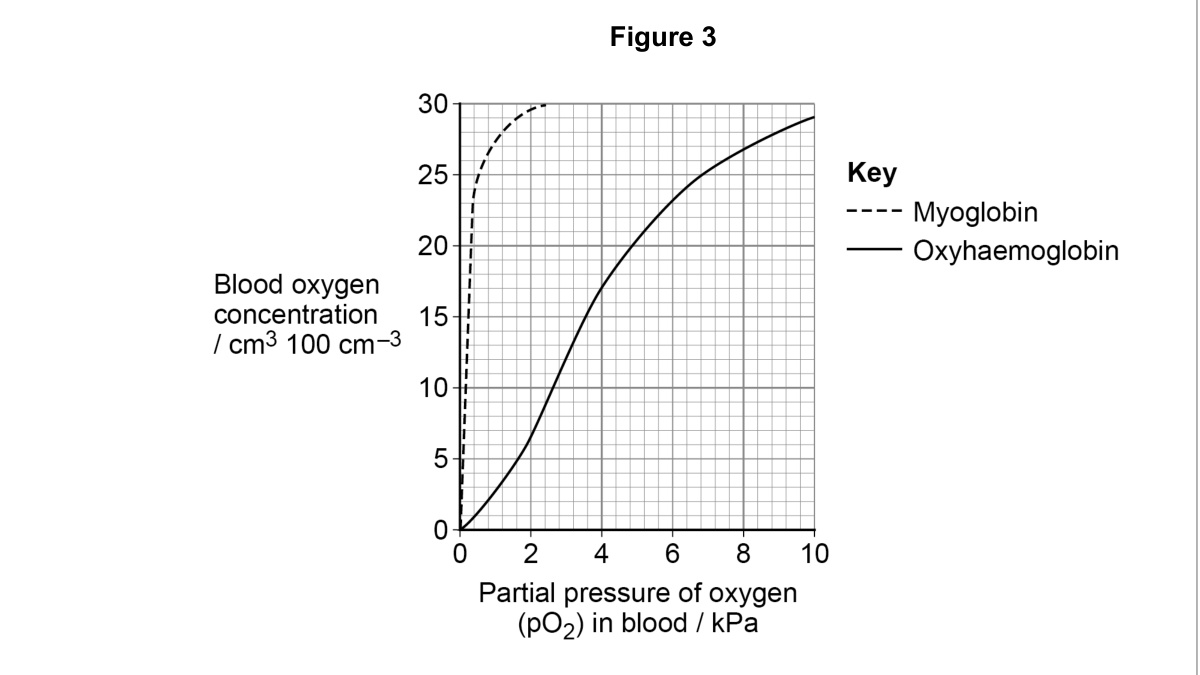 Figure 3
30
25
20
15
10
5
0
Blood oxygen
concentration
/ cm³ 100 cm⁻³
0 2 4 6 8 10
Partial pressure of oxygen
(pO₂) in blood / kPa
Key
Myoglobin
Oxyhaemoglobin